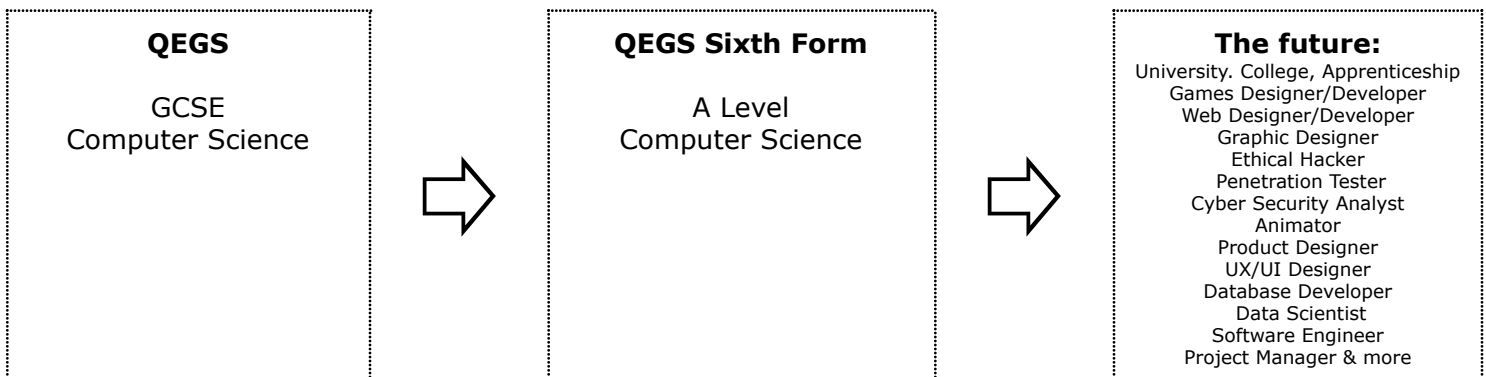 QEGS
GCSE
Computer Science
QEGS Sixth Form
A Level
Computer Science
The future:
University. College, Apprenticeship
Games Designer/Developer
Web Designer/Developer
Graphic Designer
Ethical Hacker
Penetration Tester
Cyber Security Analyst
Animator
Product Designer
UX/UI Designer
Database Developer
Data Scientist
Software Engineer
Project Manager & more